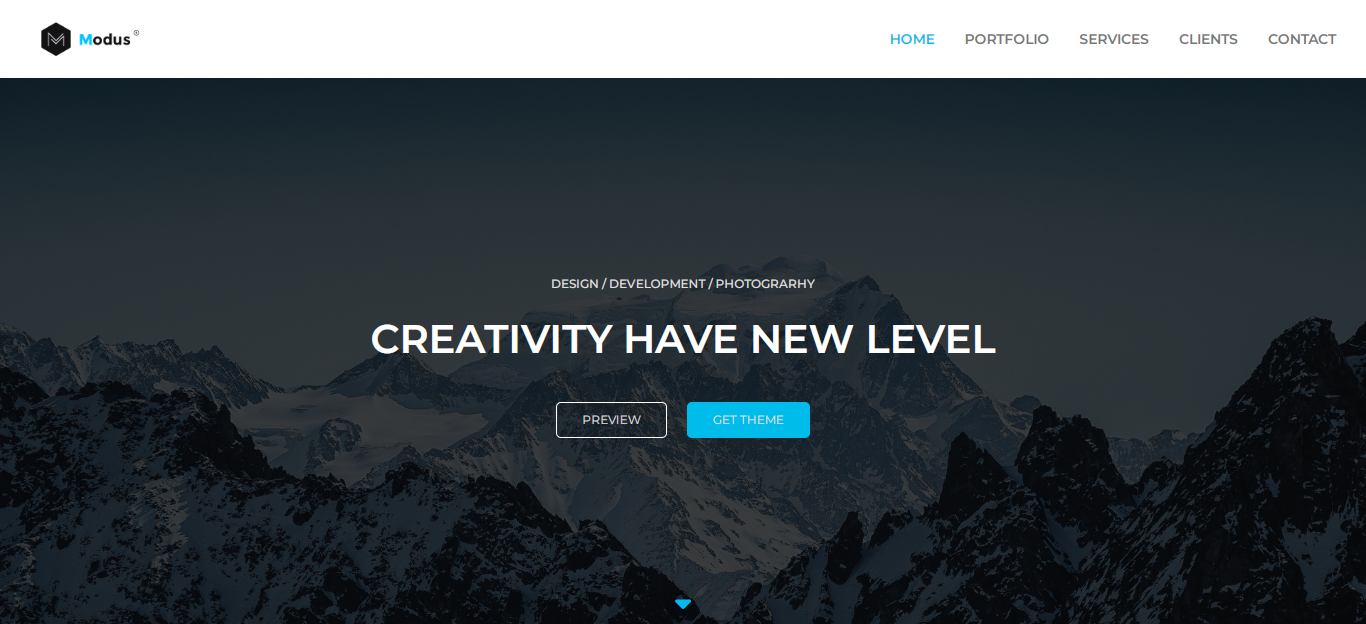 Modus ®
HOME PORTFOLIO SERVICES CLIENTS CONTACT
DESIGN / DEVELOPMENT / PHOTOGRARHY
CREATIVITY HAVE NEW LEVEL
PREVIEW GET THEME